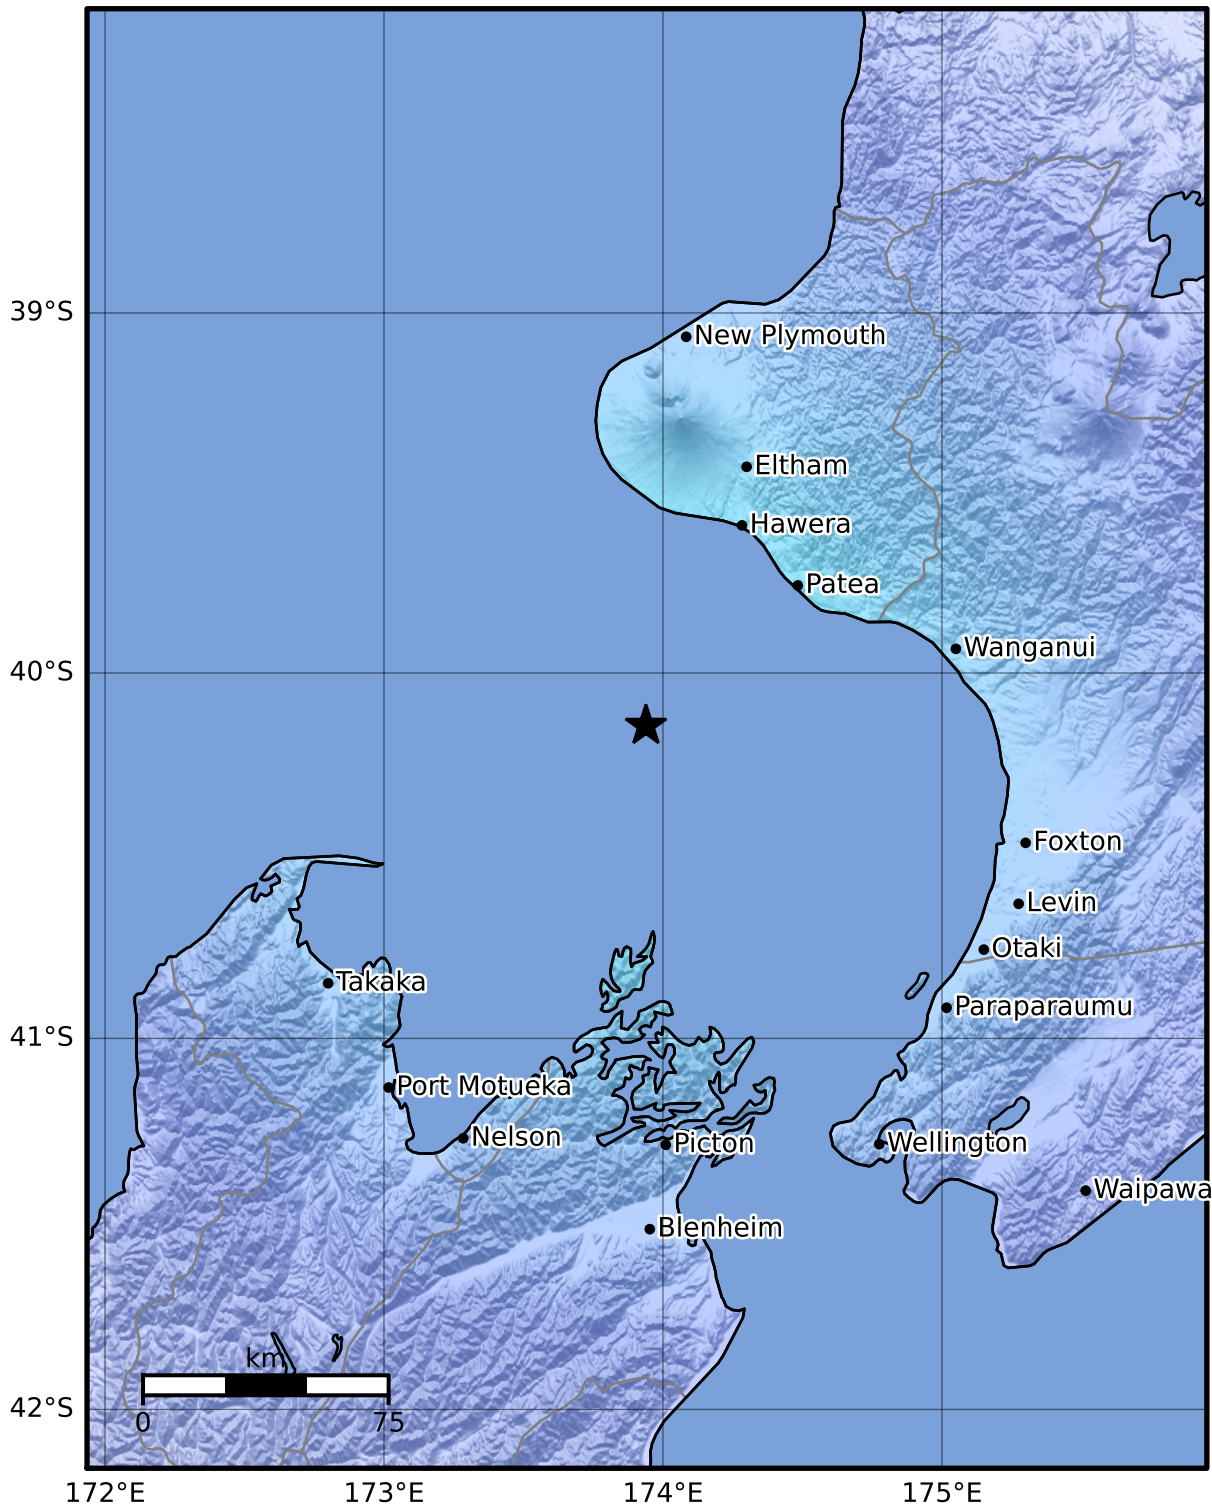 39°S
New Plymouth
Eltham
Hawera
Patea
Wanganui
40°S
Foxton
Levin
Otaki
Takaka
Paraparaumu
41°S
Port Motueka
Nelson
Picton
Wellington
Waipawa
Blenheim
km
0
75
42°S
172°E
173°E
174°E
175°E